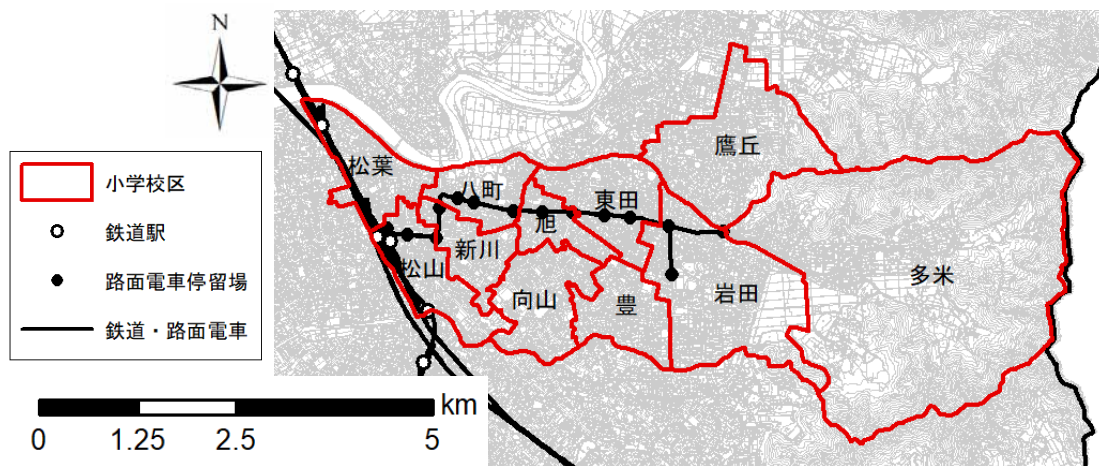 N
小学校区
鉄道駅
路面電車停留場
鉄道・路面電車
鷹丘
松葉
八町
東田
旭
新川
松山
向山
豊
岩田
多米
km
0 1.25 2.5 5